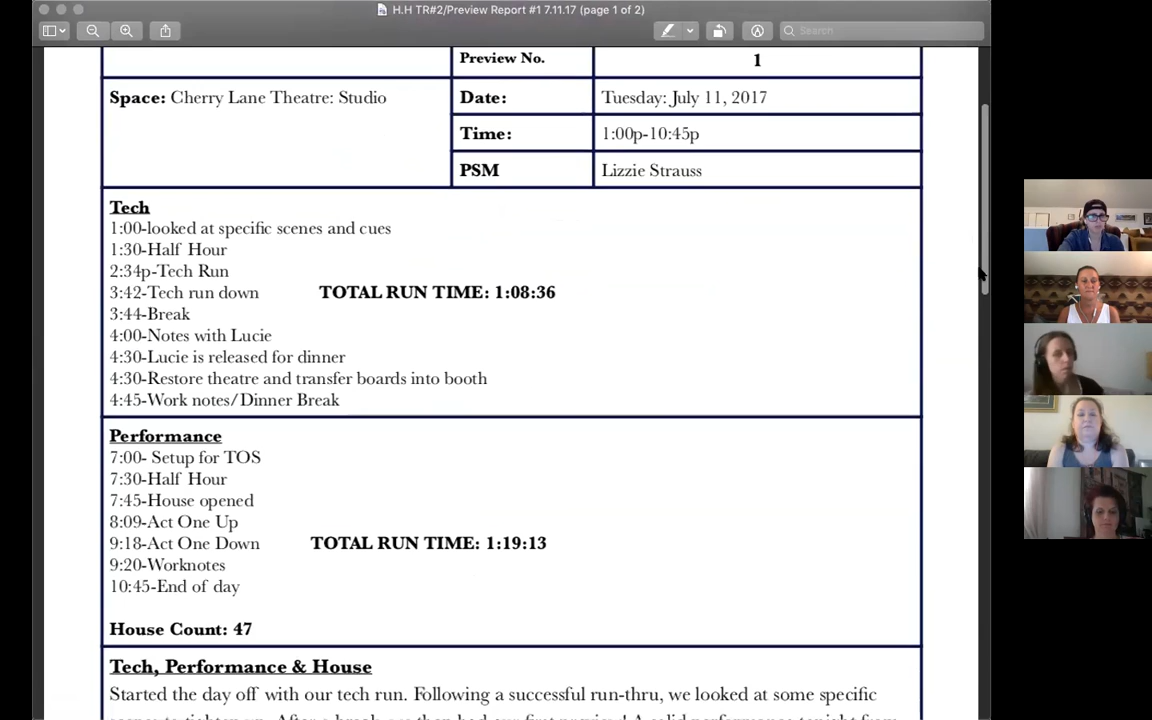 H.H TR#2/Preview Report #1 7.11.17 (page 1 of 2)
Search
Preview No.
1
Space: Cherry Lane Theatre: Studio
Date:
Tuesday: July 11, 2017
Time:
1:00p-10:45p
PSM
Lizzie Strauss
Tech
1:00-looked at specific scenes and cues
1:30-Half Hour
2:34p-Tech Run
3:42-Tech run down TOTAL RUN TIME: 1:08:36
3:44-Break
4:00-Notes with Lucie
4:30-Lucie is released for dinner
4:30-Restore theatre and transfer boards into booth
4:45-Work notes/Dinner Break
Performance
7:00- Setup for TOS
7:30-Half Hour
7:45-House opened
8:09-Act One Up
9:18-Act One Down TOTAL RUN TIME: 1:19:13
9:20-Worknotes
10:45-End of day
House Count: 47
Tech, Performance & House
Started the day off with our tech run. Following a successful run-thru, we looked at some specific